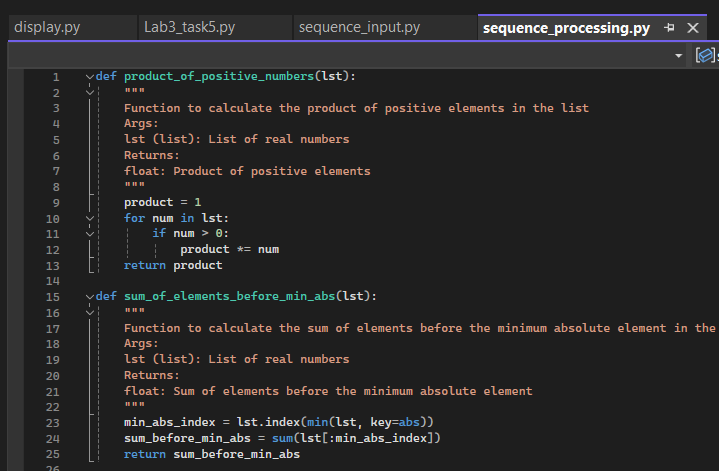 display.py Lab3_task5.py sequence_input.py sequence_processing.py
1 def product_of_positive_numbers(lst):
2 """
3 Function to calculate the product of positive elements in the list
4 Args:
5 lst (list): List of real numbers
6 Returns:
7 float: Product of positive elements
8 """
9 product = 1
10 for num in lst:
11 if num > 0:
12 product *= num
13 return product
14
15 def sum_of_elements_before_min_abs(lst):
16 """
17 Function to calculate the sum of elements before the minimum absolute element in the
18 Args:
19 lst (list): List of real numbers
20 Returns:
21 float: Sum of elements before the minimum absolute element
22 """
23 min_abs_index = lst.index(min(lst, key=abs))
24 sum_before_min_abs = sum(lst[:min_abs_index])
25 return sum_before_min_abs
26